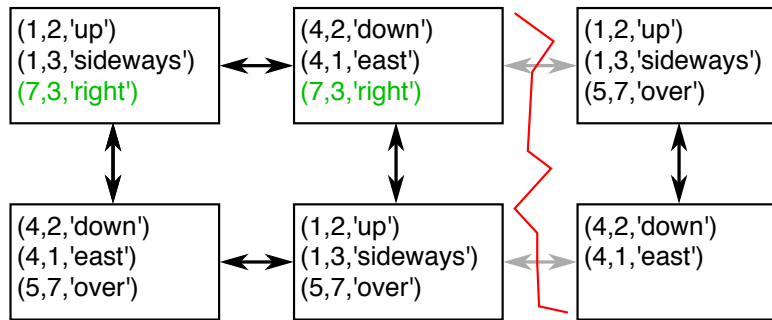 (1,2,'up')
(1,3,'sideways')
(7,3,'right')
(4,2,'down')
(4,1,'east')
(7,3,'right')
(1,2,'up')
(1,3,'sideways')
(5,7,'over')
(4,2,'down')
(4,1,'east')
(5,7,'over')
(1,2,'up')
(1,3,'sideways')
(5,7,'over')
(4,2,'down')
(4,1,'east')